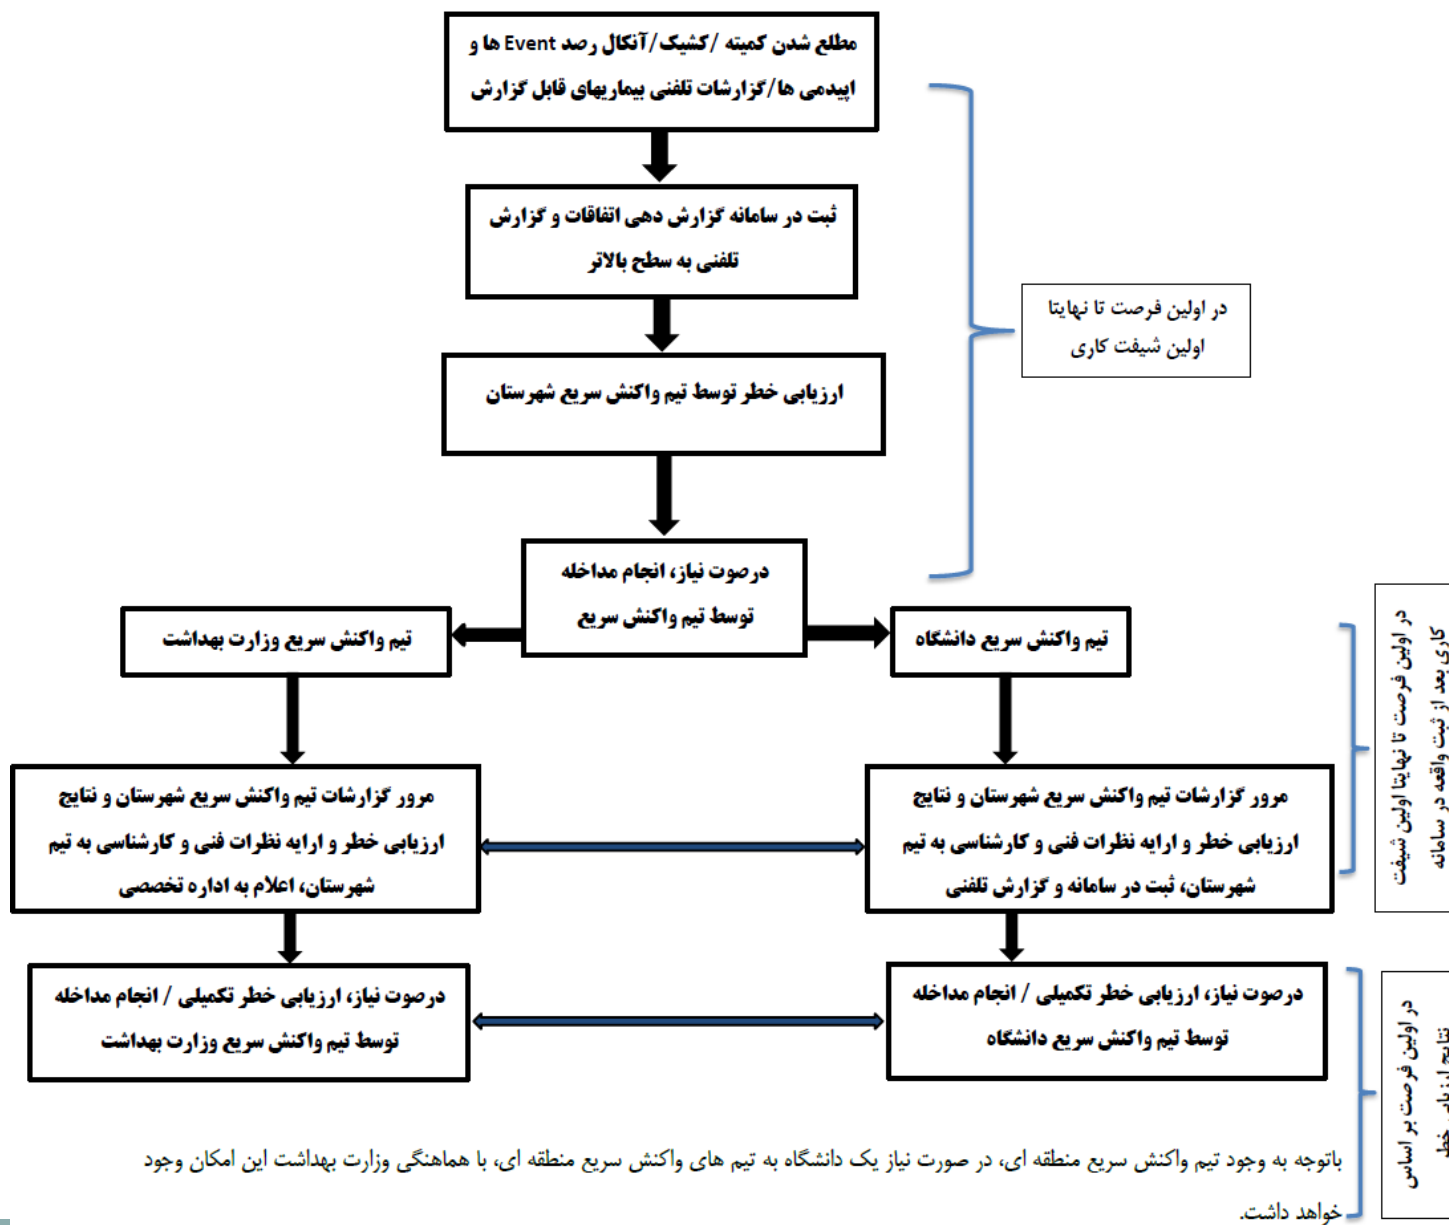 مطلع شدن کمیته /کشیک/آنکال رصد Event ها و
اپیدمی ها/گزارشات تلفنی بیماریهای قابل گزارش
ثبت در سامانه گزارش دهی اتفاقات و گزارش
تلفنی به سطح بالاتر
در اولین فرصت تا نهایتا
اولین شیفت کاری
ارزیابی خطر توسط تیم واکنش سریع شهرستان
درصوت نیاز، انجام مداخله
توسط تیم واکنش سریع
تیم واکنش سریع دانشگاه
تیم واکنش سریع وزارت بهداشت
در اولین فرصت تا نهایتا اولین شیفت
کاری بعد از ثبت واقعه در سامانه
مرور گزارشات تیم واکنش سریع شهرستان و نتایج
ارزیابی خطر و ارایه نظرات فنی و کارشناسی به تیم
شهرستان، ثبت در سامانه و گزارش تلفنی
مرور گزارشات تیم واکنش سریع شهرستان و نتایج
ارزیابی خطر و ارایه نظرات فنی و کارشناسی به تیم
شهرستان، اعلام به اداره تخصصی
درصوت نیاز، ارزیابی خطر تکمیلی / انجام مداخله
توسط تیم واکنش سریع دانشگاه
درصوت نیاز، ارزیابی خطر تکمیلی / انجام مداخله
توسط تیم واکنش سریع وزارت بهداشت
در اولین فرصت بر اساس
نتایج ارزیابی خطر
باتوجه به وجود تیم واکنش سریع منطقه ای، در صورت نیاز یک دانشگاه به تیم های واکنش سریع منطقه ای، با هماهنگی وزارت بهداشت این امکان وجود
خواهد داشت.